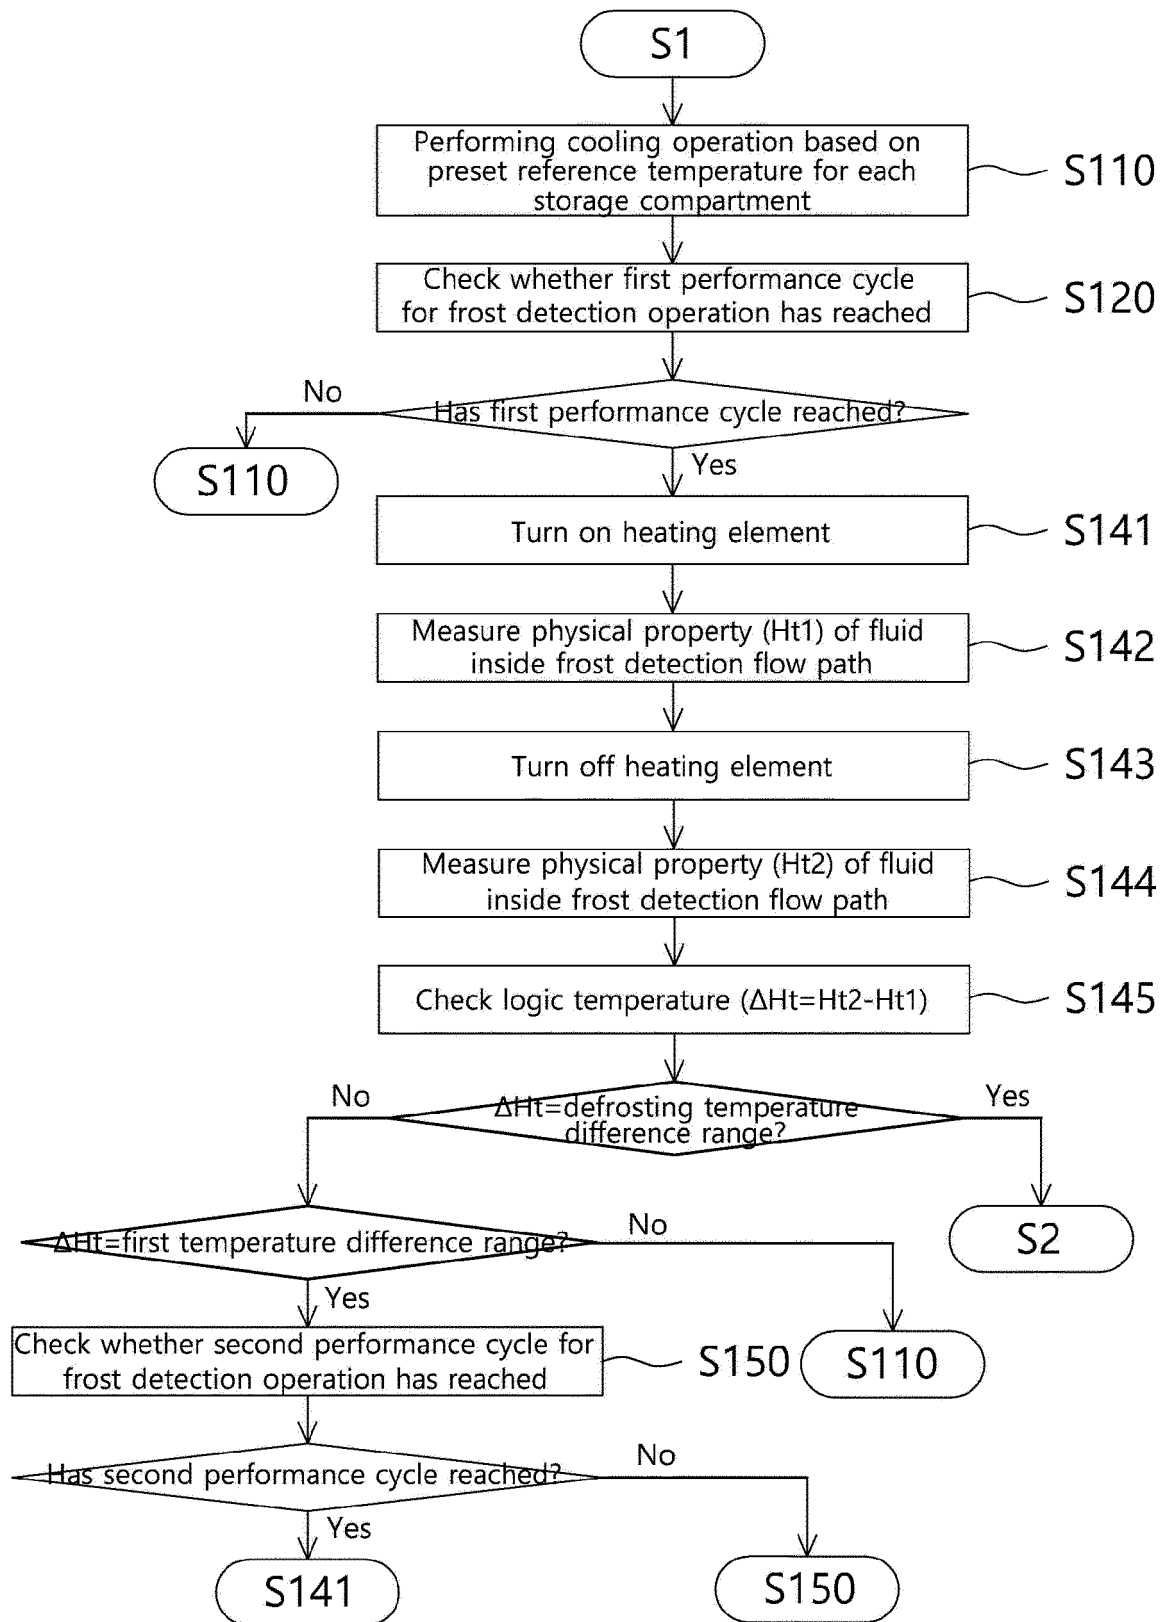 S1
Performing cooling operation based on
preset reference temperature for each
storage compartment
S110
Check whether first performance cycle
for frost detection operation has reached
S120
No
Has first performance cycle reached?
S110
Yes
Turn on heating element
S141
Measure physical property (Ht1) of fluid
inside frost detection flow path
S142
Turn off heating element
S143
Measure physical property (Ht2) of fluid
inside frost detection flow path
S144
Check logic temperature (ΔHt=Ht2-Ht1)
S145
No
ΔHt=defrosting temperature
difference range?
Yes
S2
ΔHt=first temperature difference range?
No
Yes
Check whether second performance cycle for
frost detection operation has reached
S150
S110
Has second performance cycle reached?
No
Yes
S141
S150